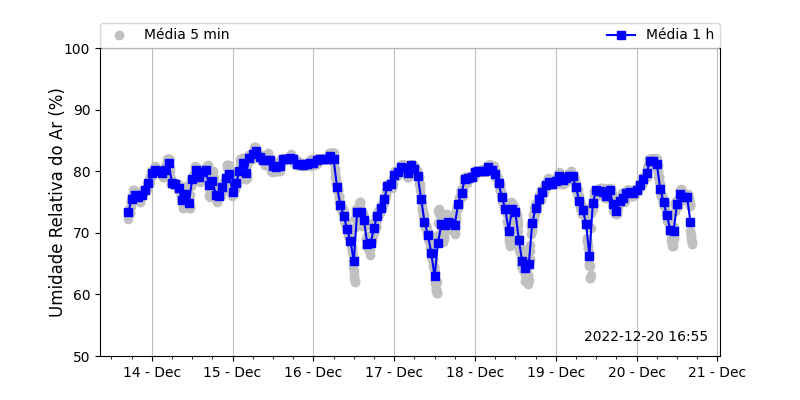 Média 5 min Média 1 h
100
90
80
70
60
50
Umidade Relativa do Ar (%)
2022-12-20 16:55
14 - Dec 15 - Dec 16 - Dec 17 - Dec 18 - Dec 19 - Dec 20 - Dec 21 - Dec